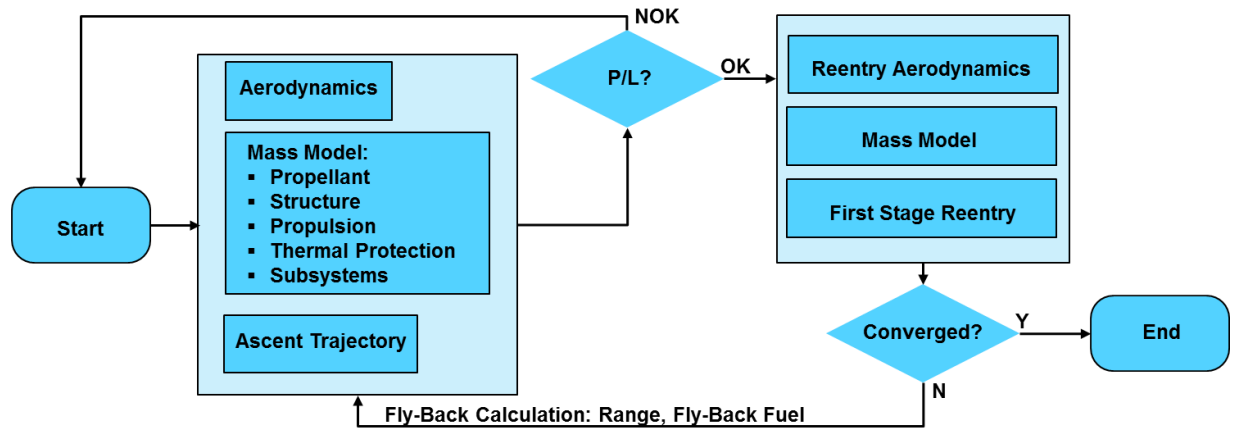 NOK
Aerodynamics
Mass Model:
▪ Propellant
▪ Structure
▪ Propulsion
▪ Thermal Protection
▪ Subsystems
Ascent Trajectory
Start
P/L?
OK
Reentry Aerodynamics
Mass Model
First Stage Reentry
Converged?
Y
End
N
Fly-Back Calculation: Range, Fly-Back Fuel